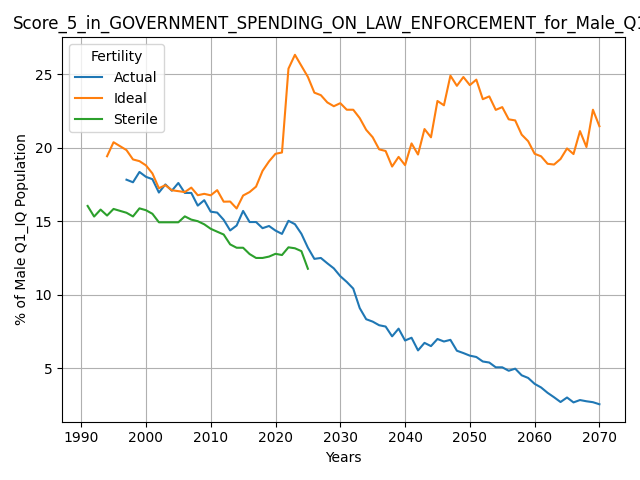 Score_5_in_GOVERNMENT_SPENDING_ON_LAW_ENFORCEMENT_for_Male_Q1
Fertility
Actual
Ideal
Sterile
% of Male Q1_IQ Population
25
20
15
10
5
1990 2000 2010 2020 2030 2040 2050 2060 2070
Years